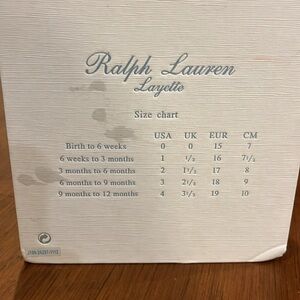 Ralph Lauren
Layette
Size chart
USA UK EUR CM
Birth to 6 weeks 0 0 15 7
6 weeks to 3 months 1 1/2 16 7 1/2
3 months to 6 months 2 1 1/2 17 8
6 months to 9 months 3 2 1/2 18 9
9 months to 12 months 4 3 1/2 19 10